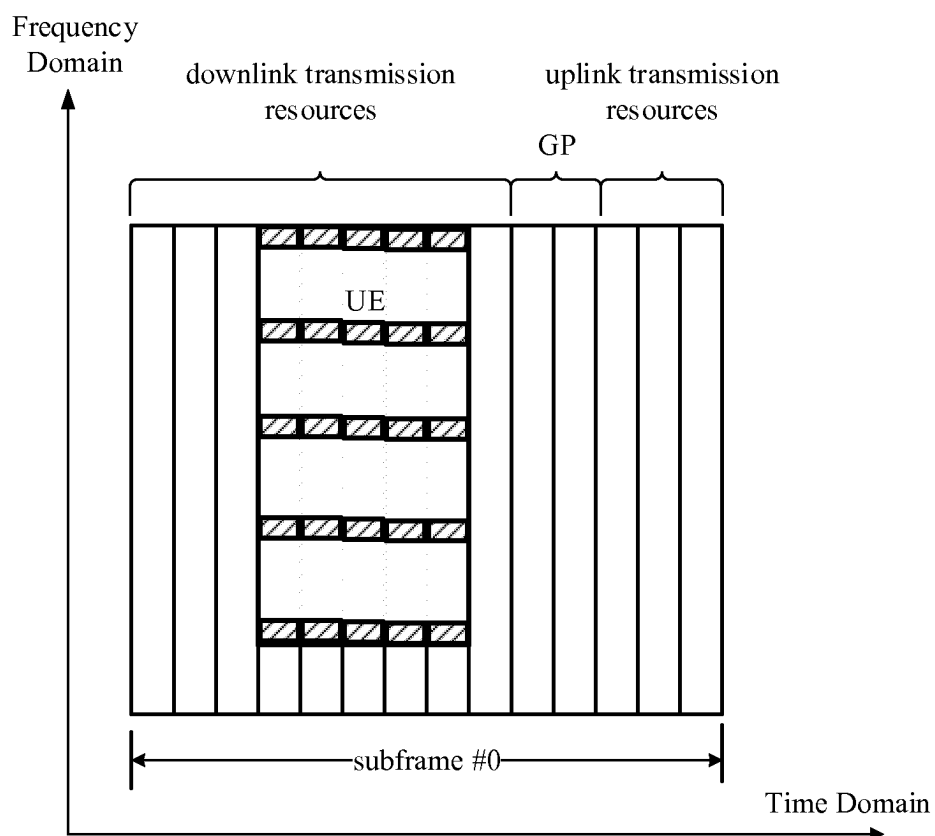 Frequency
Domain
downlink transmission
resources
uplink transmission
resources
GP
UE
subframe #0
Time Domain